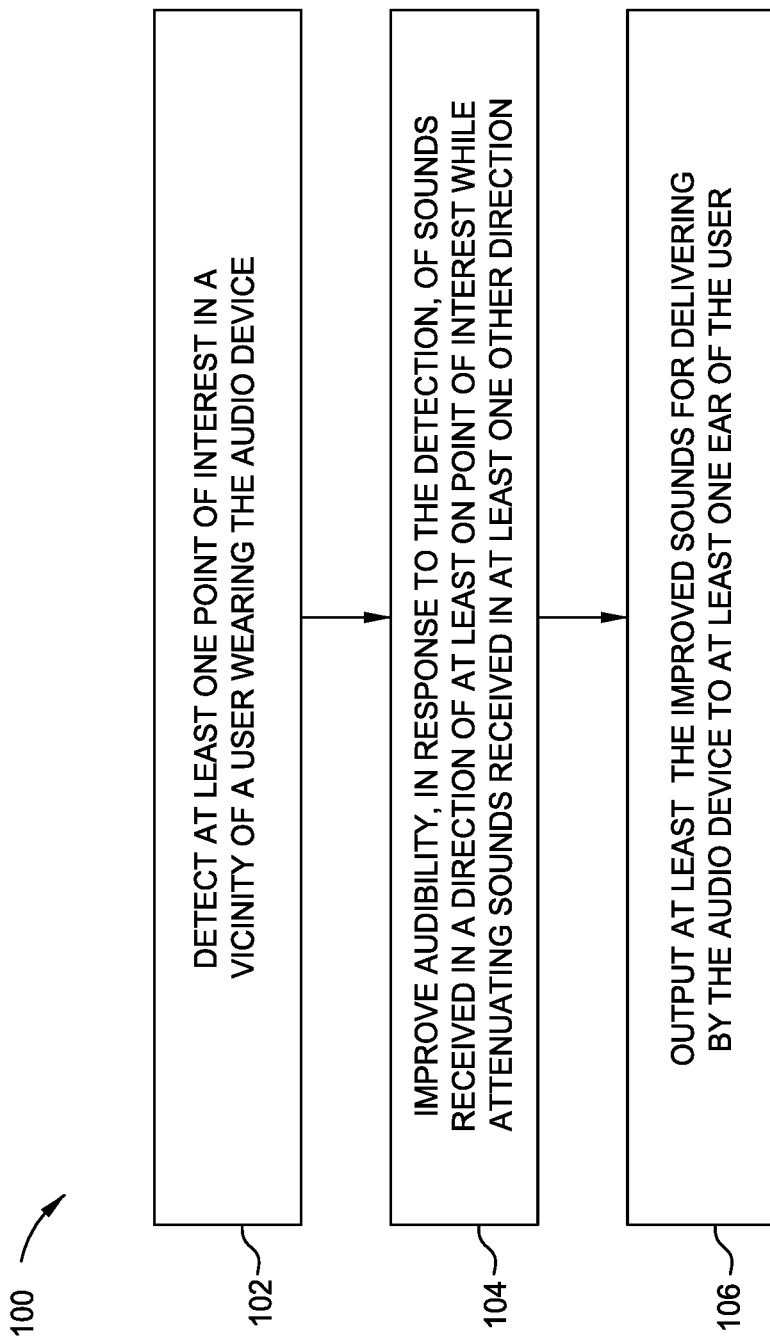 100
DETECT AT LEAST ONE POINT OF INTEREST IN A
VICINITY OF A USER WEARING THE AUDIO DEVICE
102
IMPROVE AUDIBILITY, IN RESPONSE TO THE DETECTION, OF SOUNDS
RECEIVED IN A DIRECTION OF AT LEAST ON POINT OF INTEREST WHILE
ATTENUATING SOUNDS RECEIVED IN AT LEAST ONE OTHER DIRECTION
104
OUTPUT AT LEAST THE IMPROVED SOUNDS FOR DELIVERING
BY THE AUDIO DEVICE TO AT LEAST ONE EAR OF THE USER
106